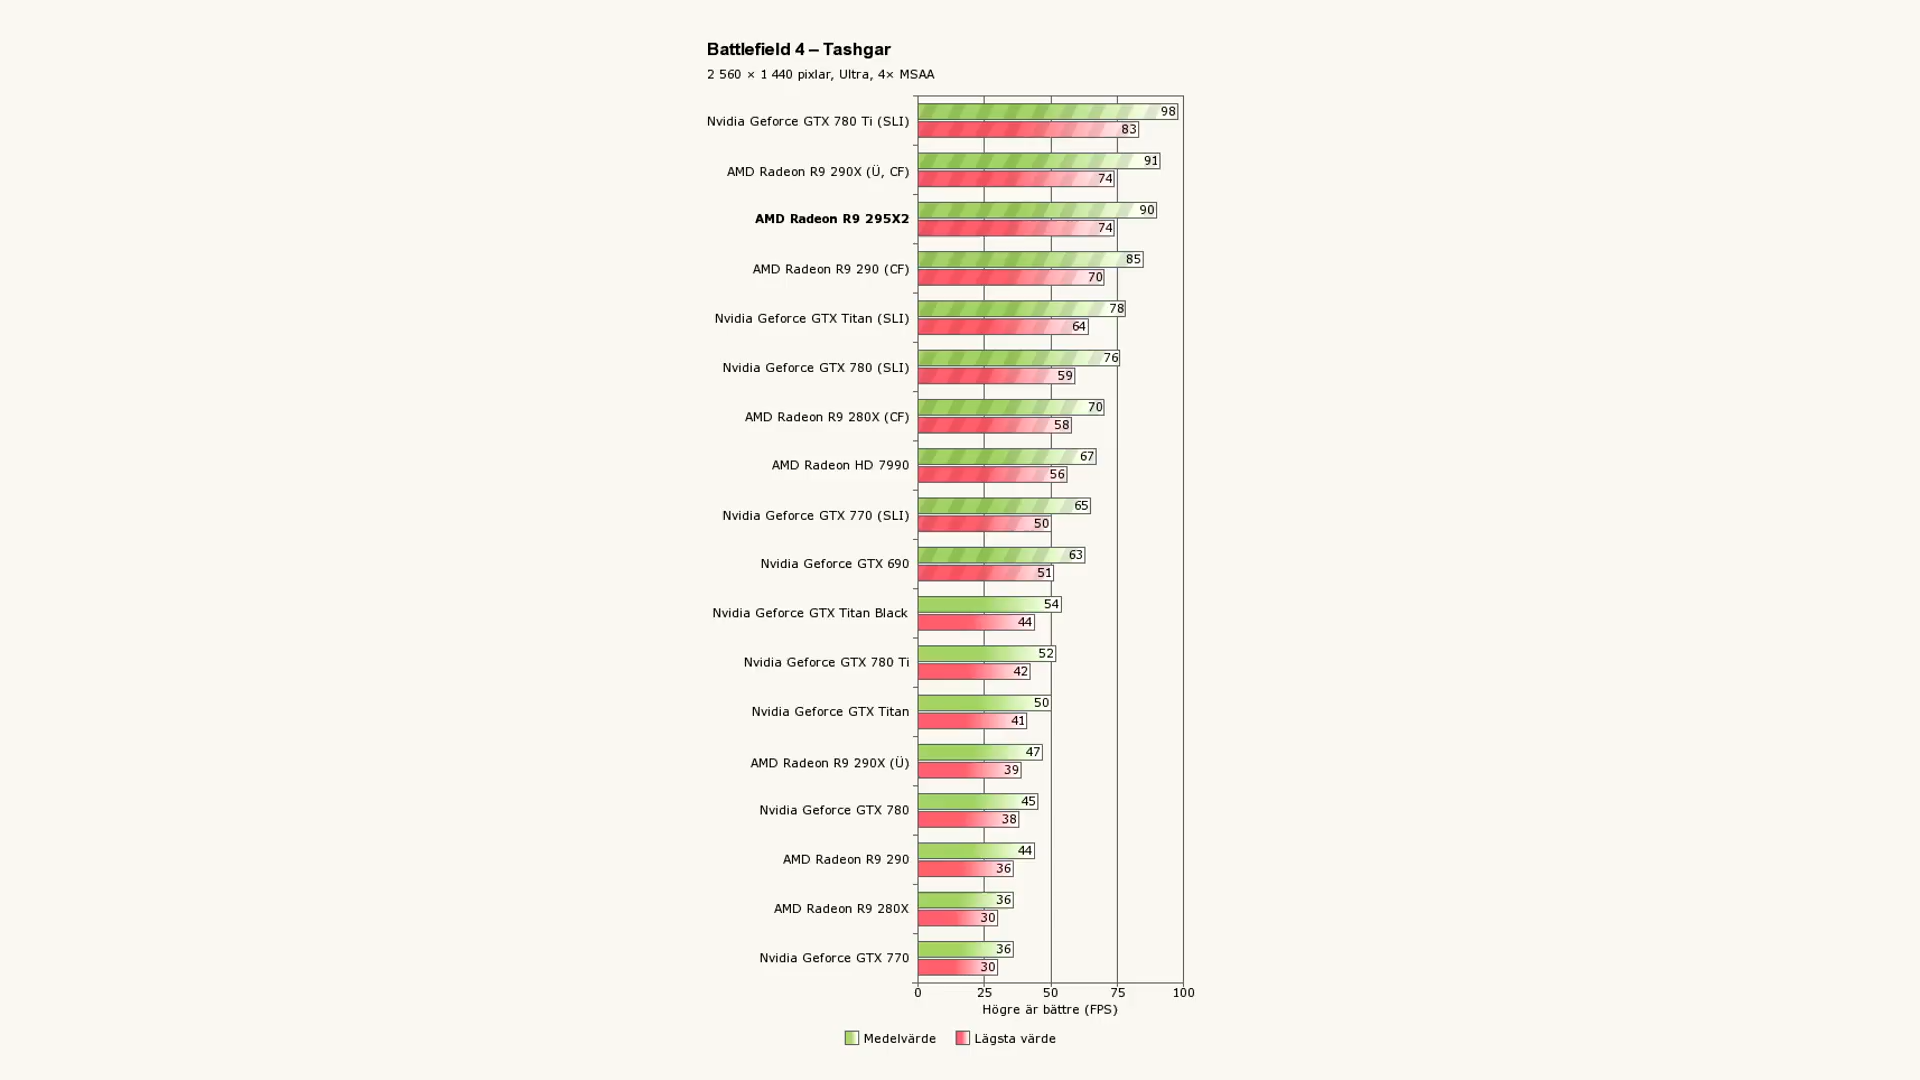 Battlefield 4 – Tashgar
2 560 × 1 440 pixlar, Ultra, 4× MSAA
Nvidia Geforce GTX 780 Ti (SLI) 98
83
AMD Radeon R9 290X (Ü, CF) 91
74
AMD Radeon R9 295X2 90
74
AMD Radeon R9 290 (CF) 85
70
Nvidia Geforce GTX Titan (SLI) 78
64
Nvidia Geforce GTX 780 (SLI) 76
59
AMD Radeon R9 280X (CF) 70
58
AMD Radeon HD 7990 67
56
Nvidia Geforce GTX 770 (SLI) 65
50
Nvidia Geforce GTX 690 63
51
Nvidia Geforce GTX Titan Black 54
44
Nvidia Geforce GTX 780 Ti 52
42
Nvidia Geforce GTX Titan 50
41
AMD Radeon R9 290X (Ü) 47
39
Nvidia Geforce GTX 780 45
38
AMD Radeon R9 290 44
36
AMD Radeon R9 280X 36
30
Nvidia Geforce GTX 770 36
30
0 25 50 75 100
Högre är bättre (FPS)
Medelvärde Lägsta värde